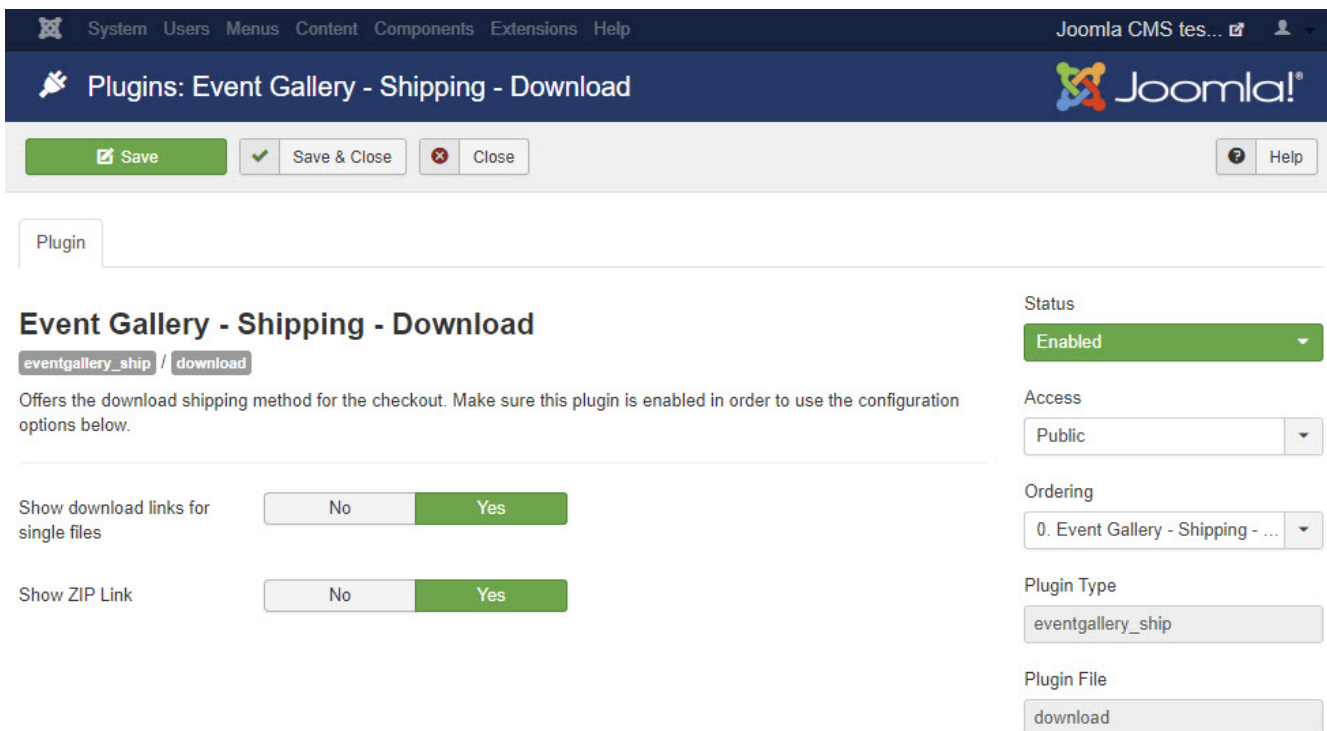 System Users Menus Content Components Extensions Help
Joomla CMS tes...
Plugins: Event Gallery - Shipping - Download
Joomla!®
Save
Save & Close
Close
Help
Plugin
Event Gallery - Shipping - Download
eventgallery_ship / download
Offers the download shipping method for the checkout. Make sure this plugin is enabled in order to use the configuration
options below.
Show download links for
single files
No
Yes
Show ZIP Link
No
Yes
Status
Enabled
Access
Public
Ordering
0. Event Gallery - Shipping - ...
Plugin Type
eventgallery_ship
Plugin File
download